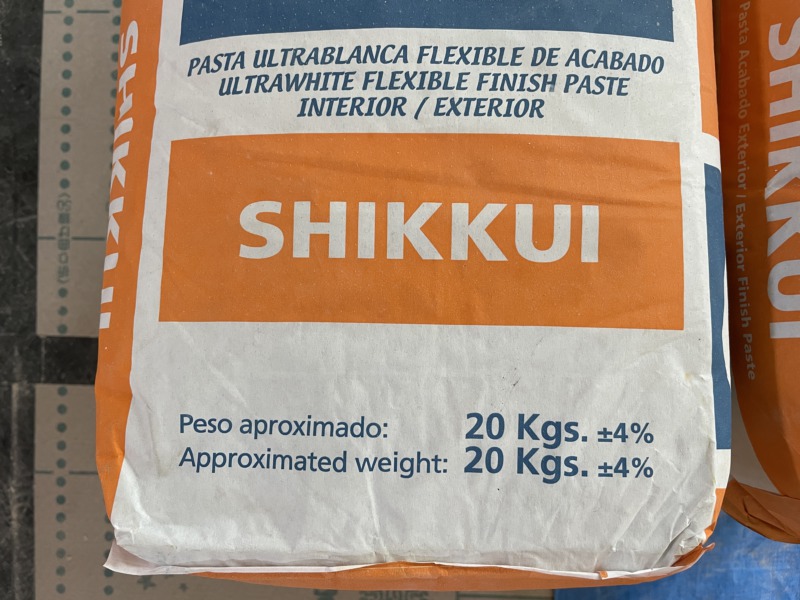 PASTA ULTRABLANCA FLEXIBLE DE ACABADO
ULTRAWHITE FLEXIBLE FINISH PASTE
INTERIOR / EXTERIOR
SHIKKUI
Peso aproximado: 20 Kgs. ±4%
Approximated weight: 20 Kgs. ±4%
SHIKKUI
SHIKKUI
Pasta Acabado Exterior / Exterior Finish Paste